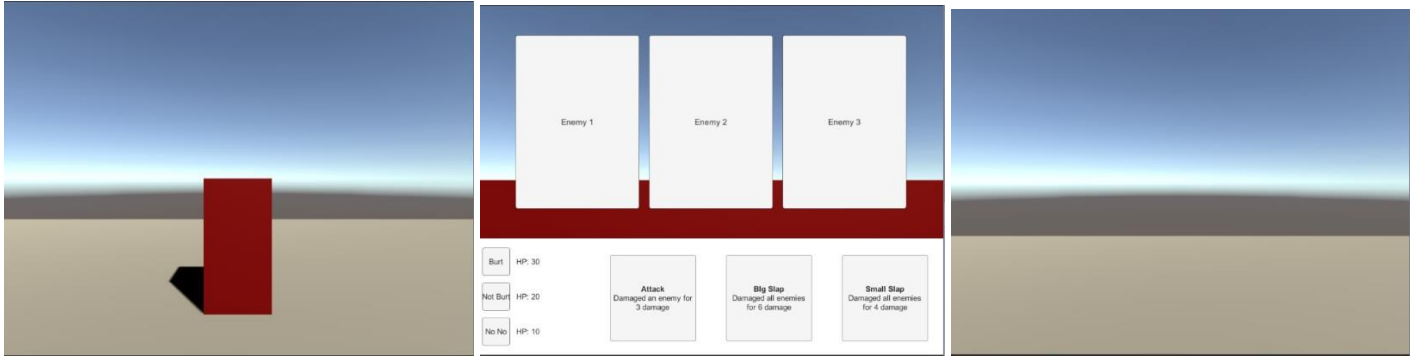 Enemy 1
Enemy 2
Enemy 3
Burt
HP: 30
Not Burt
HP: 20
No No
HP: 10
Attack
Damaged an enemy for
3 damage
BIg Slap
Damaged all enemies
for 6 damage
Small Slap
Damaged all enemies
for 4 damage